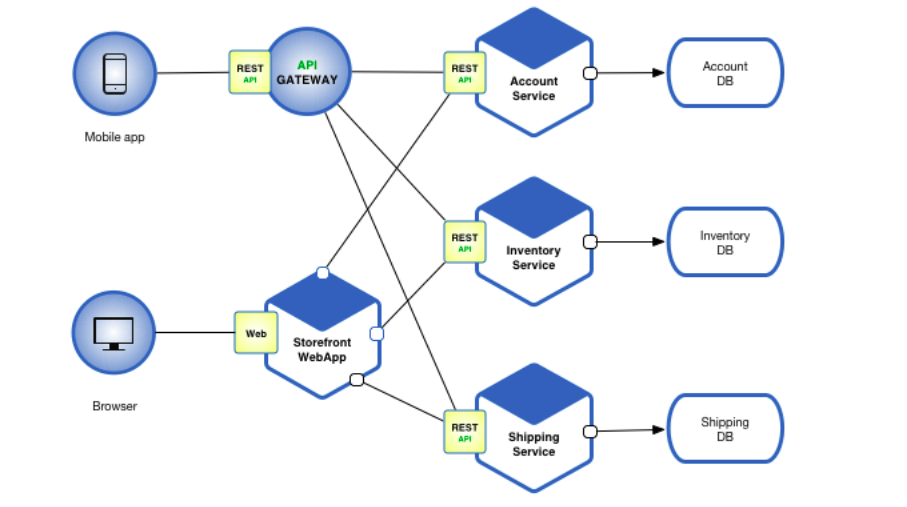 REST
API
API
GATEWAY
REST
API
Account
Service
Account
DB
Mobile app
REST
API
Inventory
Service
Inventory
DB
Web
Storefront
WebApp
Browser
REST
API
Shipping
Service
Shipping
DB